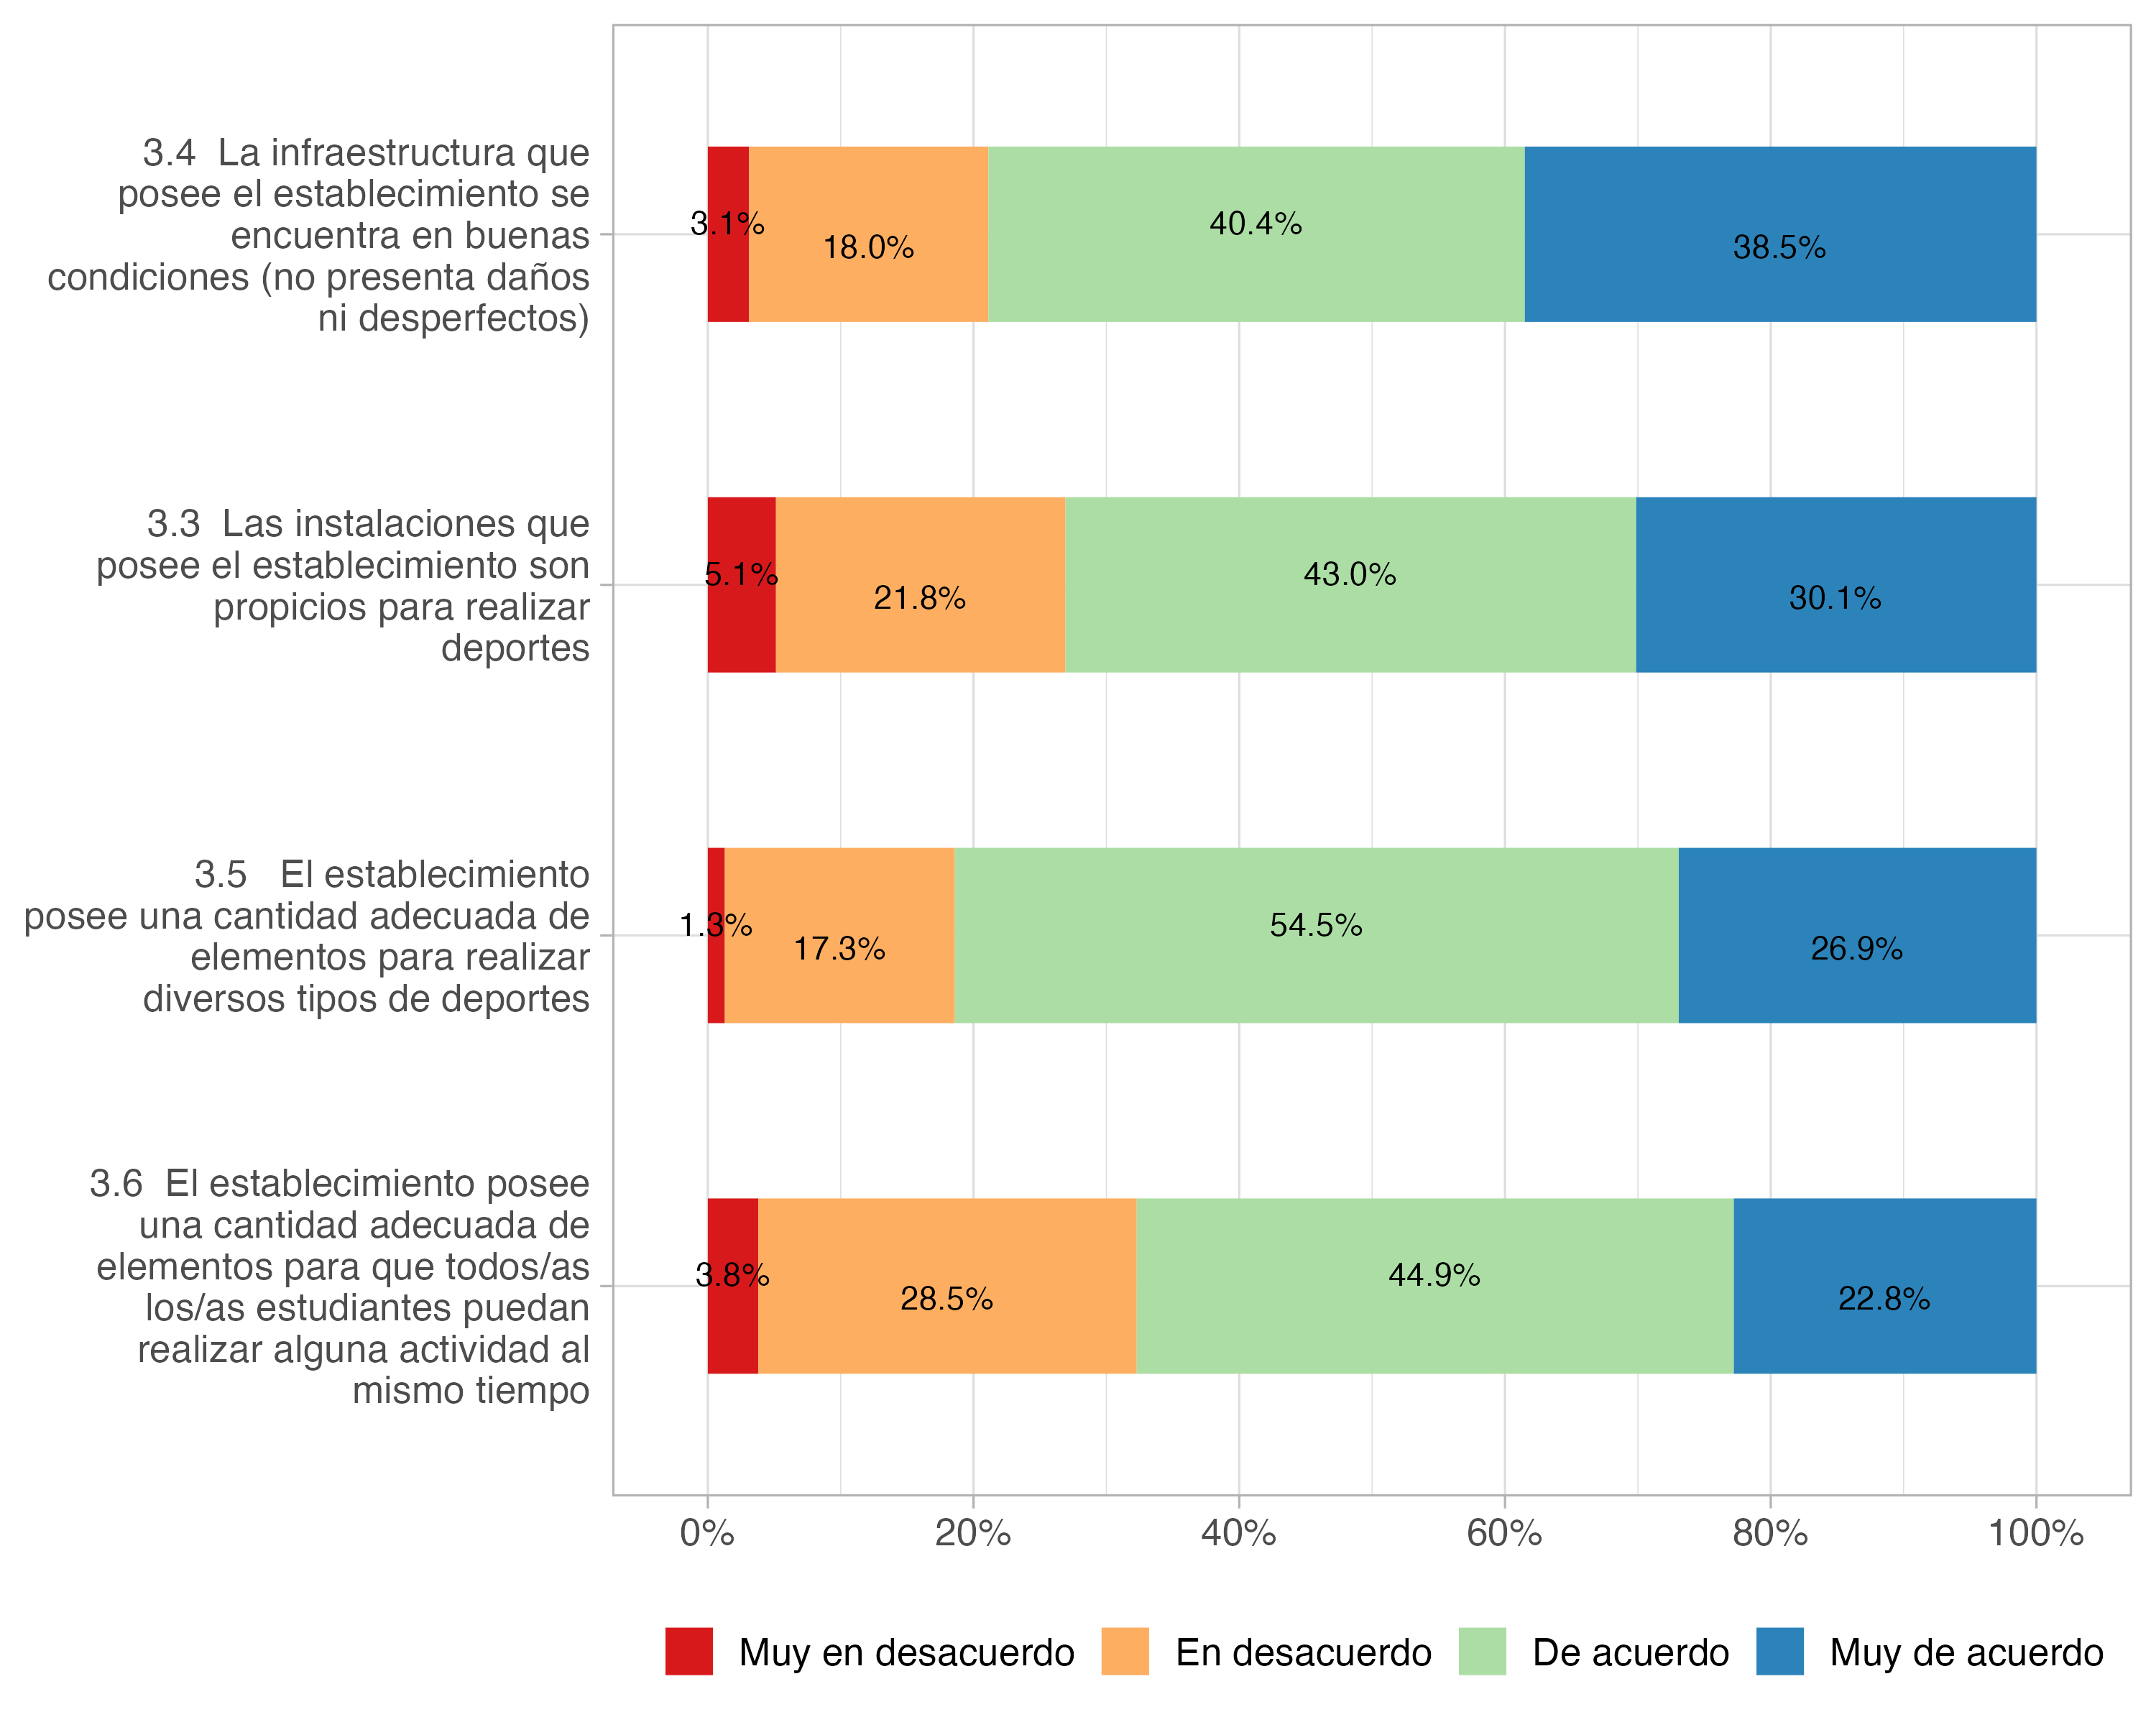 3.4  La infraestructura que
posee el establecimiento se
encuentra en buenas
condiciones (no presenta daños
ni desperfectos)
3.1%
18.0%
40.4%
38.5%
3.3  Las instalaciones que
posee el establecimiento son
propicios para realizar
deportes
5.1%
21.8%
43.0%
30.1%
3.5   El establecimiento
posee una cantidad adecuada de
elementos para realizar
diversos tipos de deportes
1.3%
17.3%
54.5%
26.9%
3.6  El establecimiento posee
una cantidad adecuada de
elementos para que todos/as
los/as estudiantes puedan
realizar alguna actividad al
mismo tiempo
3.8%
28.5%
44.9%
22.8%
0% 20% 40% 60% 80% 100%
Muy en desacuerdo En desacuerdo De acuerdo Muy de acuerdo